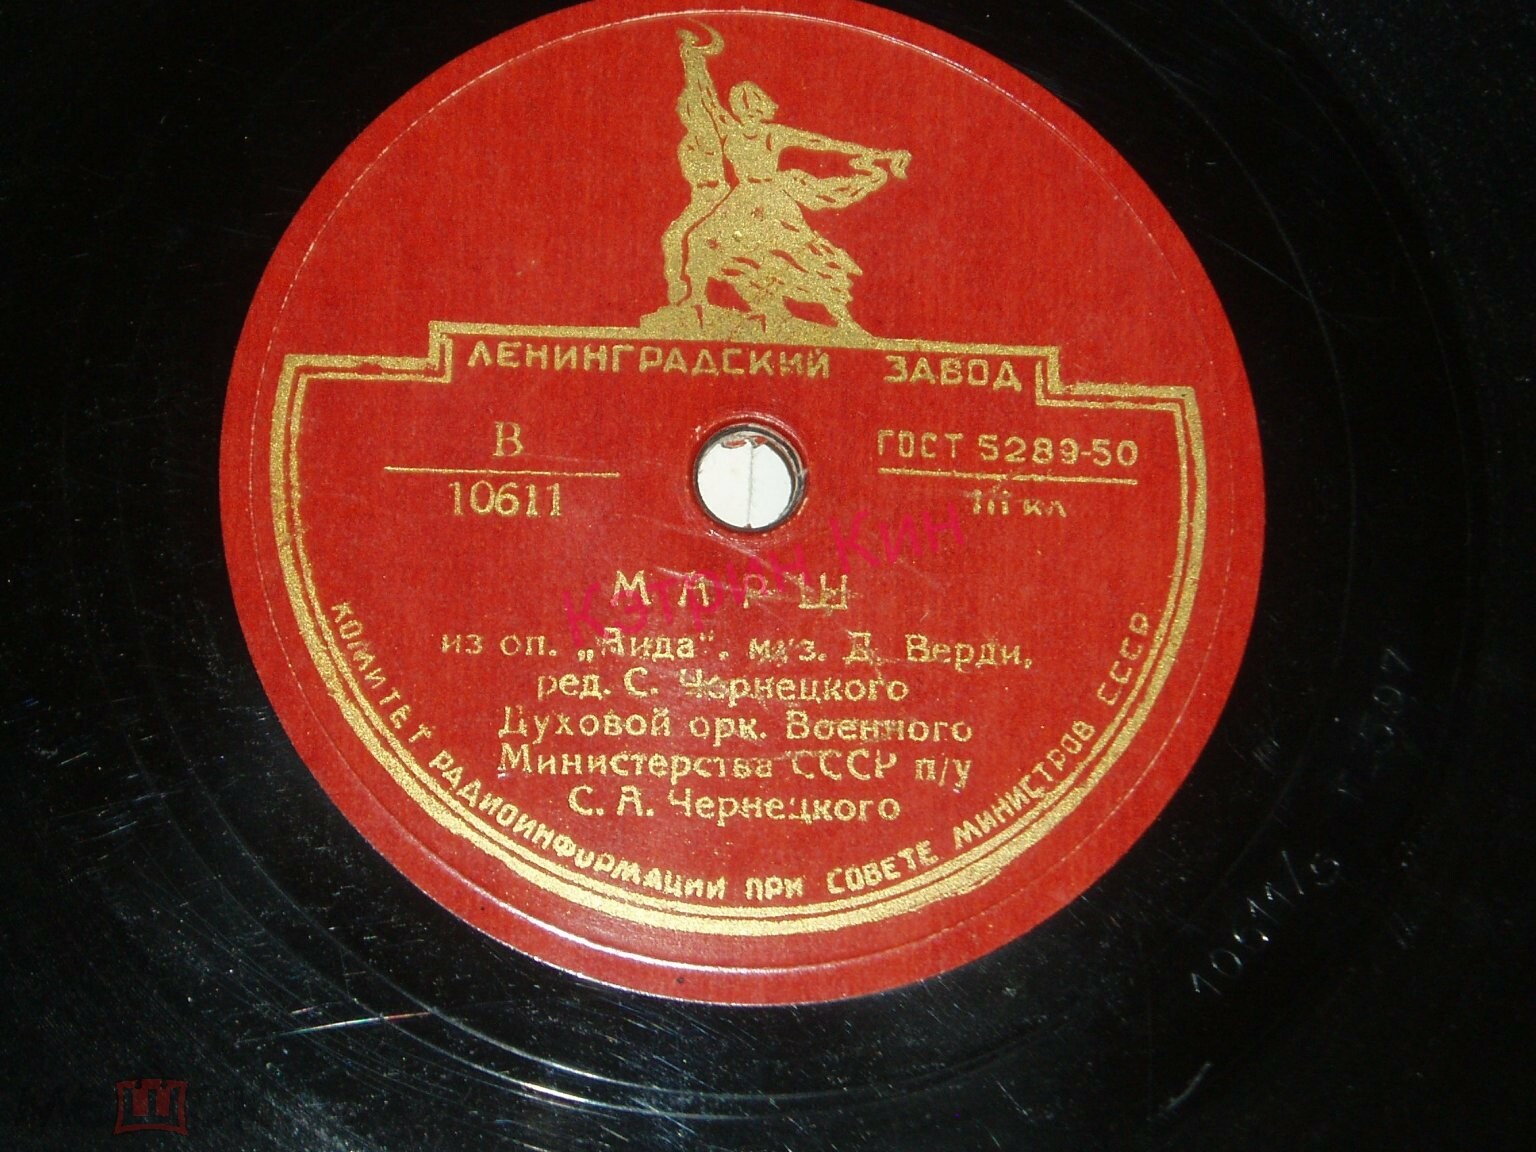 ЛЕНИНГРАДСКИЙ ЗАВОД
В
10611
ГОСТ 5289-50
III кл
Кэтрин Кин
МАРШ
из оп. „Аида“, муз. Д. Верди,
ред. С. Чернецкого
Духовой орк. Военного
Министерства СССР п/у
С. А. Чернецкого
КОМИТЕТ РАДИОИНФОРМАЦИИ ПРИ СОВЕТЕ МИНИСТРОВ СССР